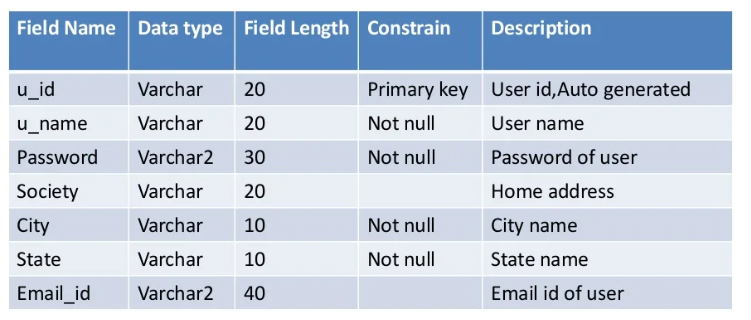 Field Name Data type Field Length Constrain Description
u_id Varchar 20 Primary key User id,Auto generated
u_name Varchar 20 Not null User name
Password Varchar2 30 Not null Password of user
Society Varchar 20 Home address
City Varchar 10 Not null City name
State Varchar 10 Not null State name
Email_id Varchar2 40 Email id of user